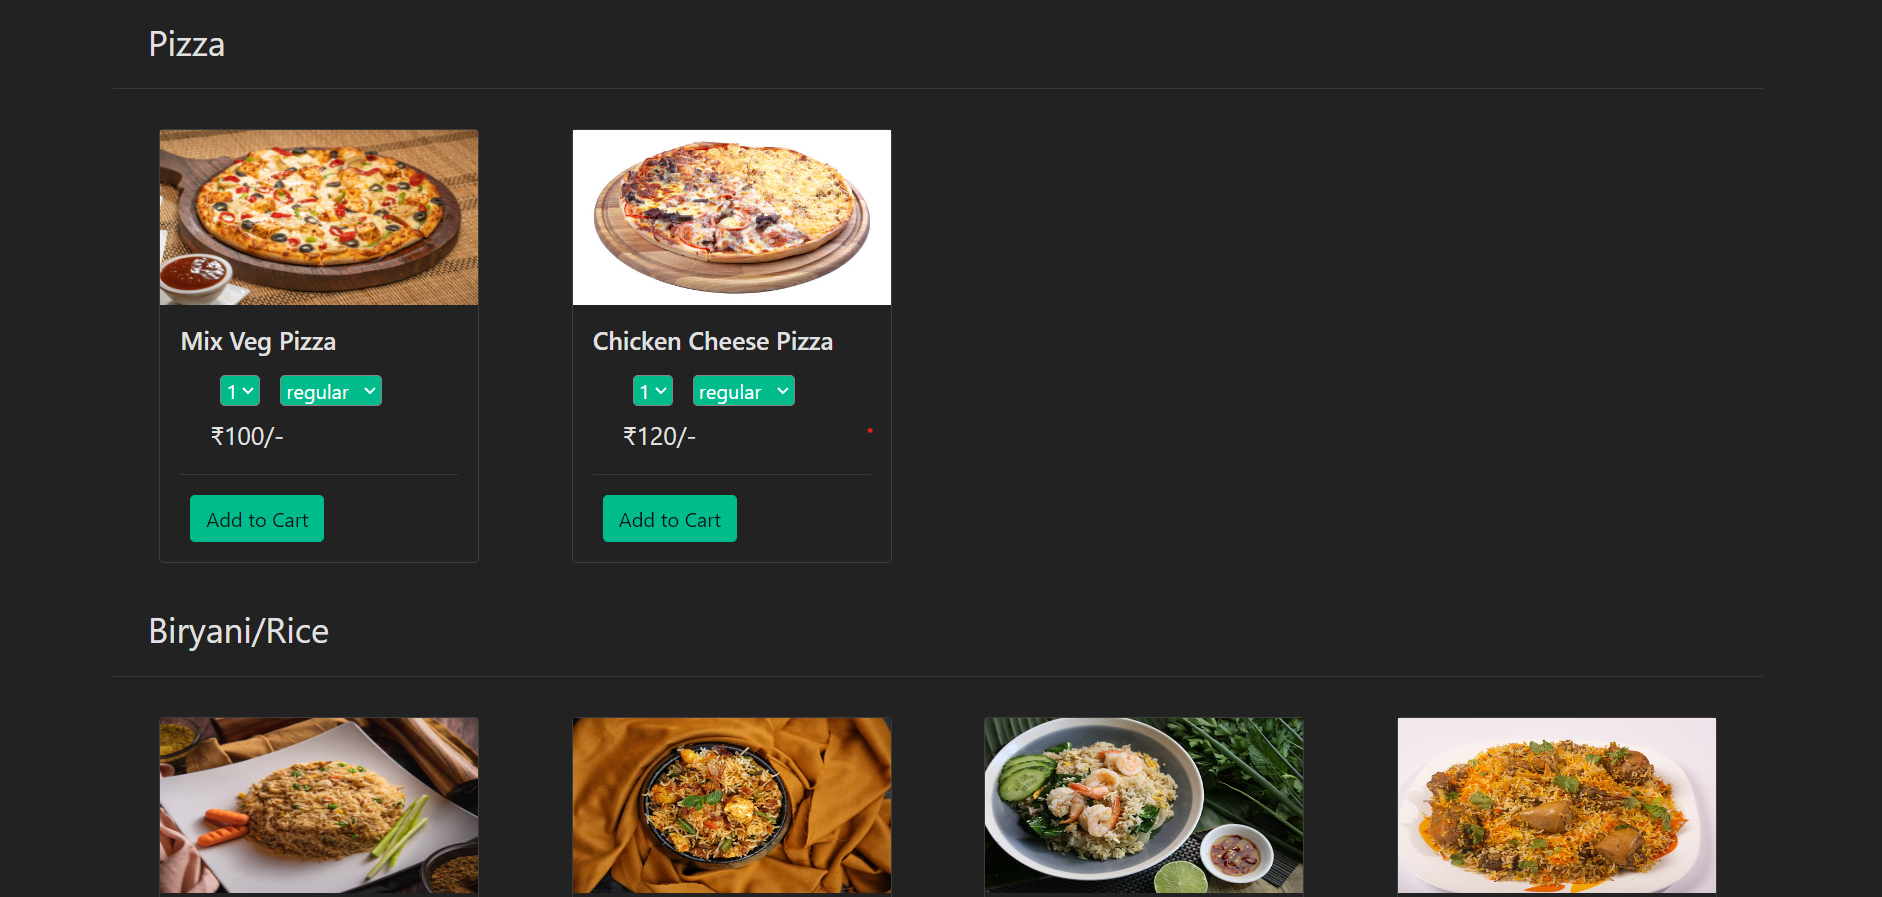 Pizza
Mix Veg Pizza
1 regular
₹100/-
Add to Cart
Chicken Cheese Pizza
1 regular
₹120/-
Add to Cart
Biryani/Rice